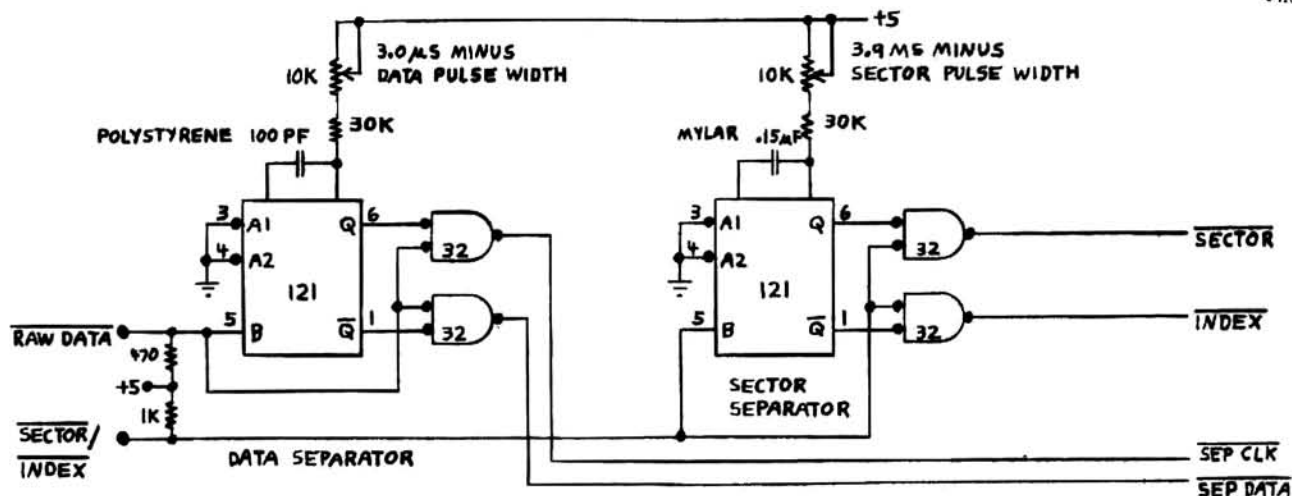 +5
3.0 μS MINUS
DATA PULSE WIDTH
10K
3.9 MS MINUS
SECTOR PULSE WIDTH
10K
30K
30K
POLYSTYRENE 100 PF
MYLAR .15μF
3 A1 Q 6
4 A2
121
5 B Q 1
32
32
3 A1 Q 6
4 A2
121
5 B Q 1
32
32
SECTOR
INDEX
RAW DATA
470
+5
1K
SECTOR/
INDEX
DATA SEPARATOR
SECTOR
SEPARATOR
SEP CLK
SEP DATA